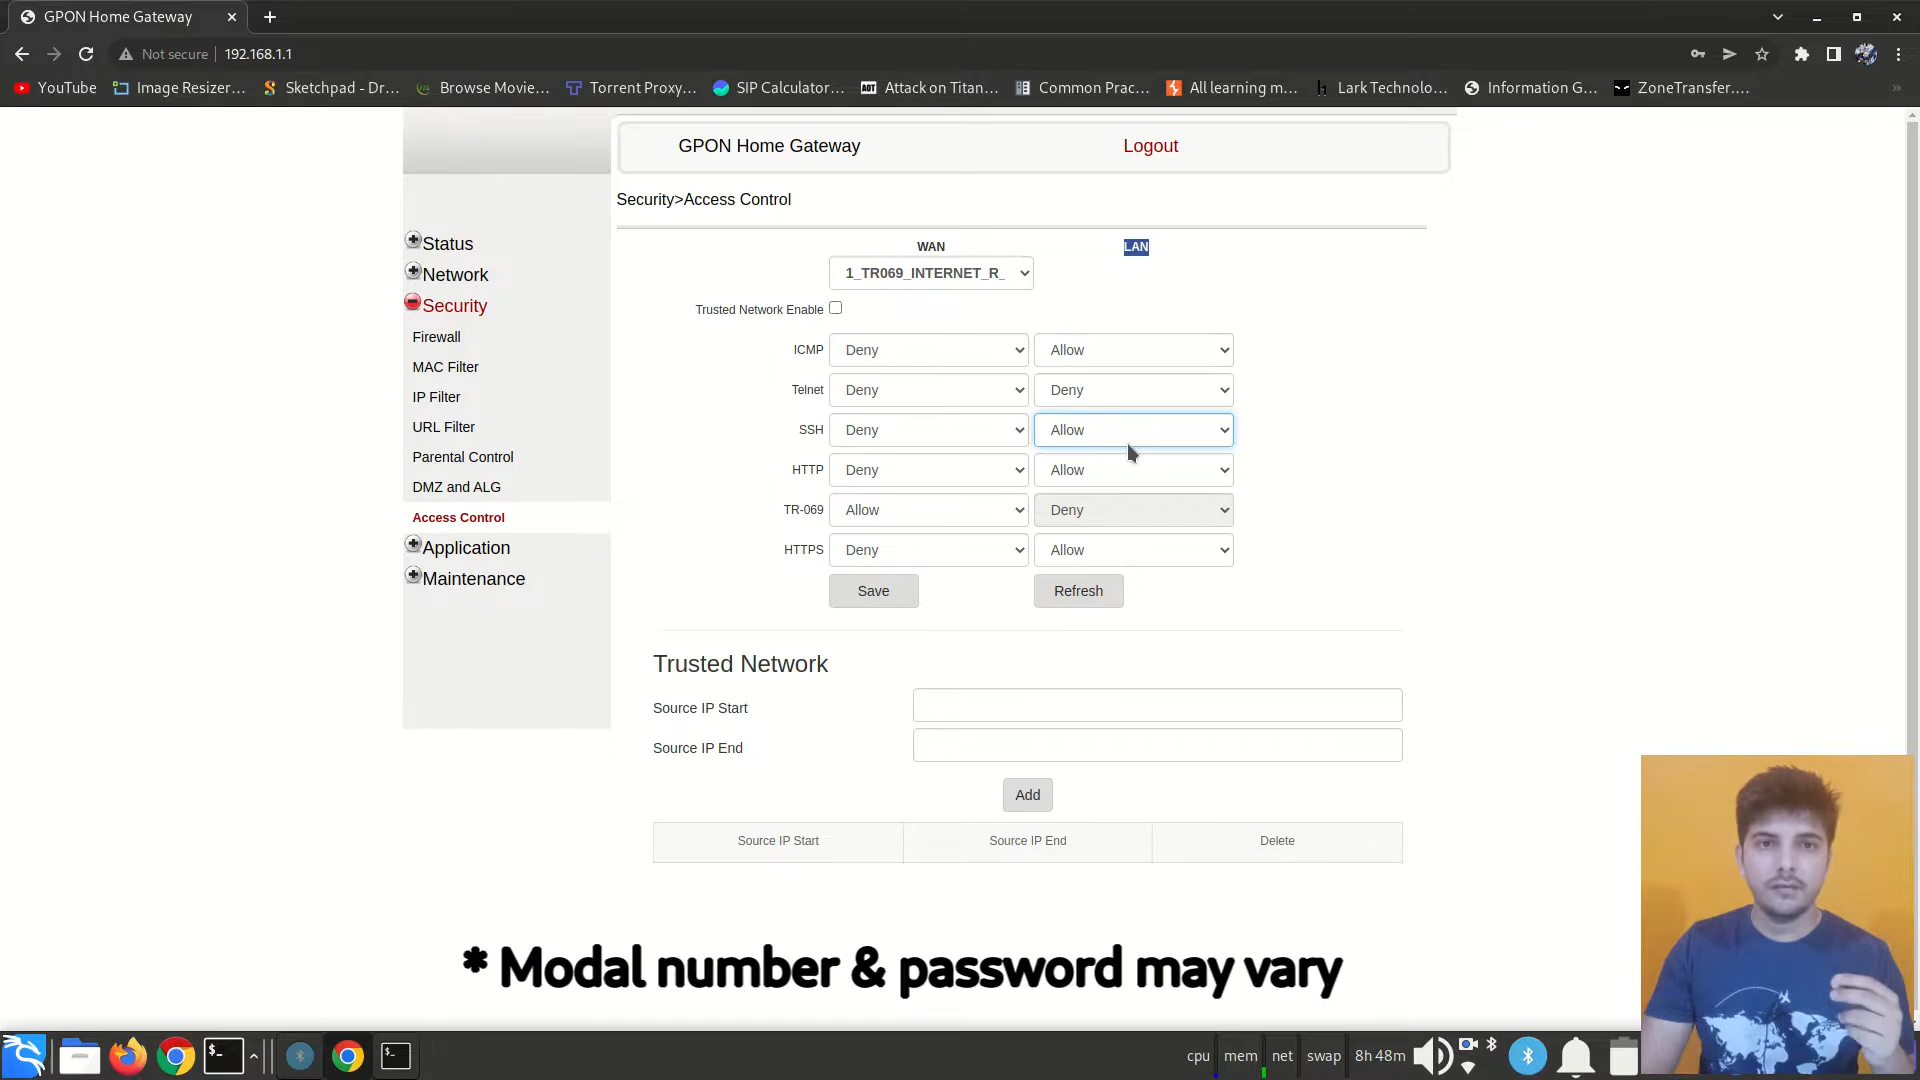 GPON Home Gateway
Not secure
192.168.1.1
YouTube
Image Resizer...
Sketchpad - Dr...
Browse Movie...
Torrent Proxy...
SIP Calculator...
Attack on Titan...
Common Prac...
All learning m...
Lark Technolo...
Information G...
ZoneTransfer....
GPON Home Gateway
Logout
Security>Access Control
Status
Network
Security
Firewall
MAC Filter
IP Filter
URL Filter
Parental Control
DMZ and ALG
Access Control
Application
Maintenance
WAN LAN
1_TR069_INTERNET_R_
Trusted Network Enable
ICMP Deny Allow
Telnet Deny Deny
SSH Deny Allow
HTTP Deny Allow
TR-069 Allow Deny
HTTPS Deny Allow
Save Refresh
Trusted Network
Source IP Start
Source IP End
Add
Source IP Start Source IP End Delete
* Modal number & password may vary
cpu mem net swap 8h 48m